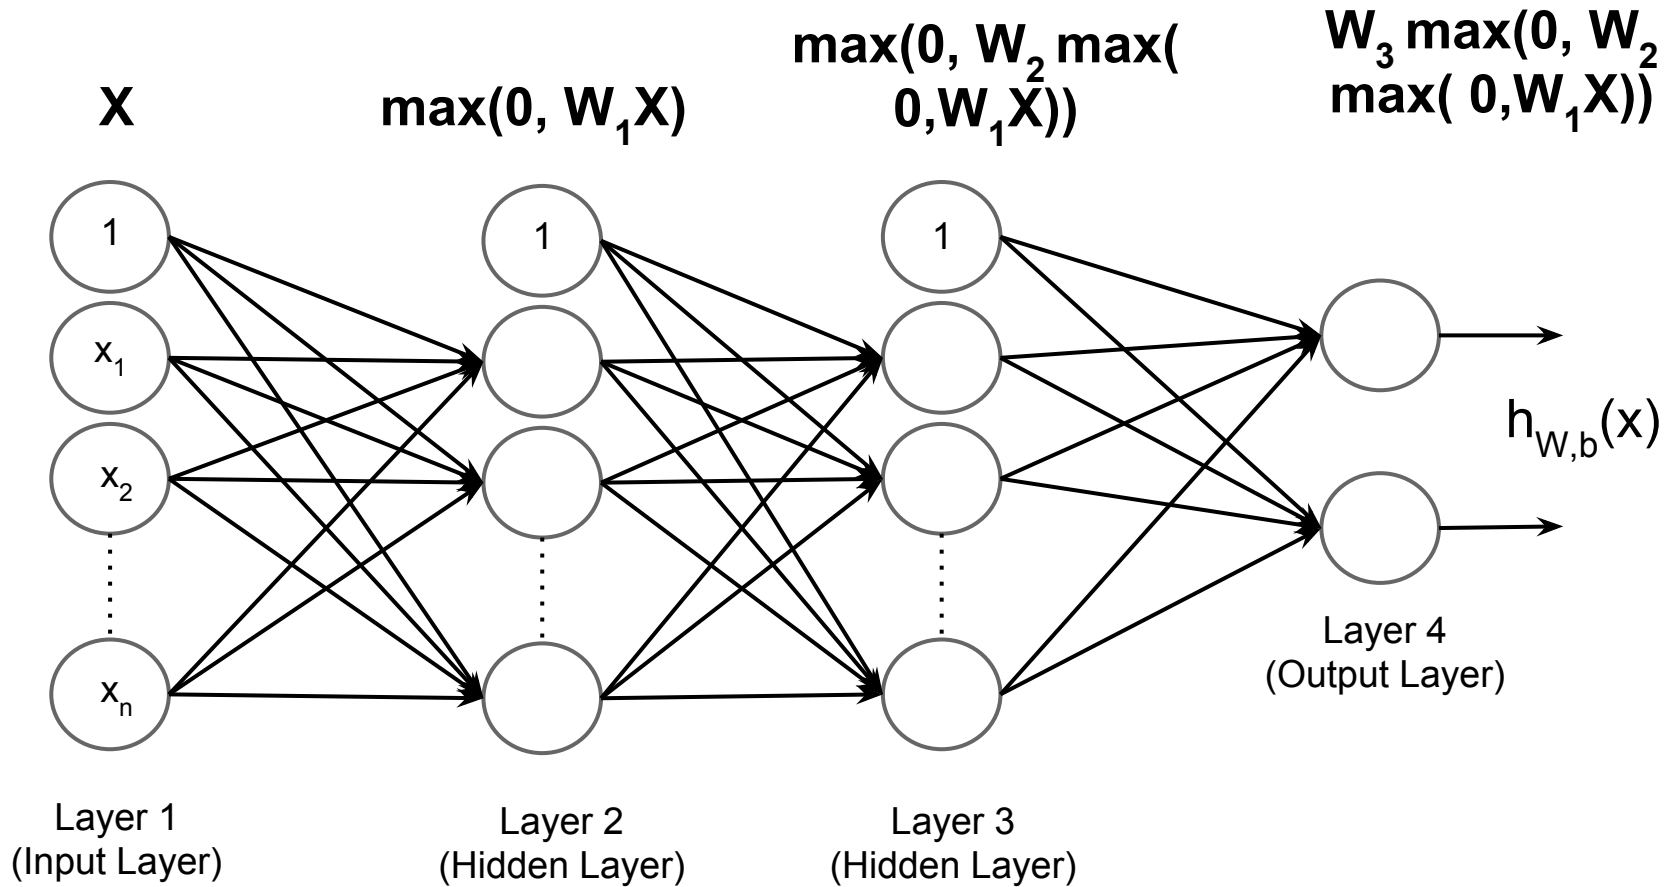 X
max(0, W₁X)
max(0, W₂ max(
0,W₁X))
W₃ max(0, W₂
max( 0,W₁X))
1
x₁
x₂
xₙ
1
1
h_W,b(x)
Layer 1
(Input Layer)
Layer 2
(Hidden Layer)
Layer 3
(Hidden Layer)
Layer 4
(Output Layer)